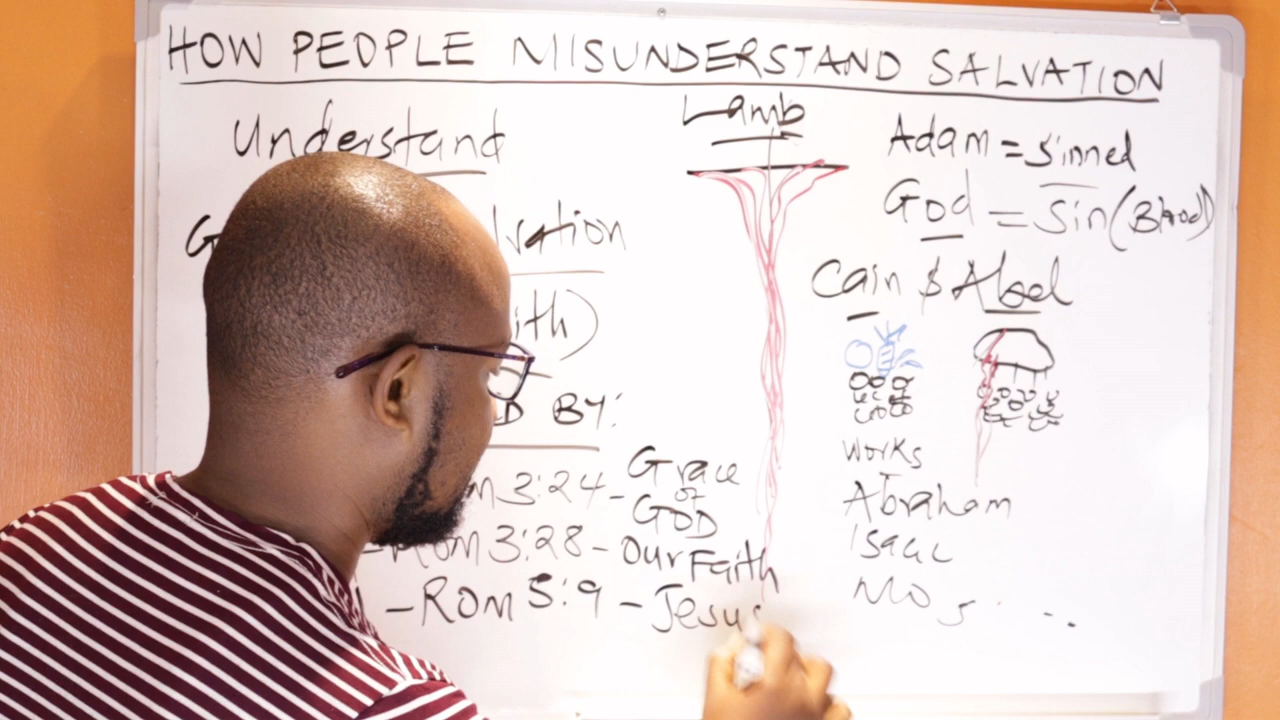 HOW PEOPLE MISUNDERSTAND SALVATION
Understand
G lvation
ith)
D BY:
m 3:24 - Grace
of
GOD
- Rom 3:28 - Our Faith
- Rom 5:9 - Jesus
Lamb
Adam = Sinned
God = Sin (Blood)
Cain & Abel
Works
Abraham
Isaac
Mos...